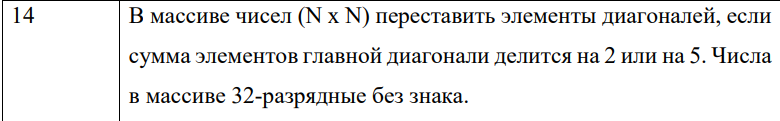 14 В массиве чисел (N x N) переставить элементы диагоналей, если
сумма элементов главной диагонали делится на 2 или на 5. Числа
в массиве 32-разрядные без знака.